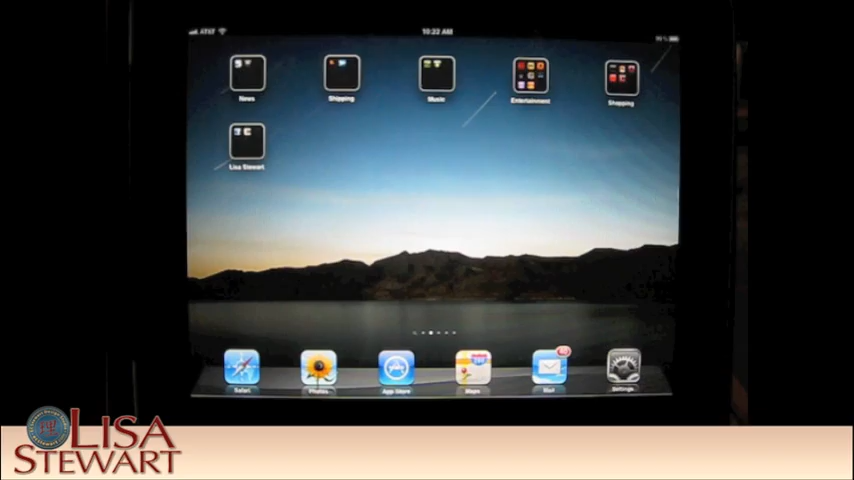 AT&T
10:22 AM
News
Shipping
Music
Entertainment
Shopping
Lisa Stewart
Safari
Photos
App Store
Maps
Mail
Settings
LISA
STEWART